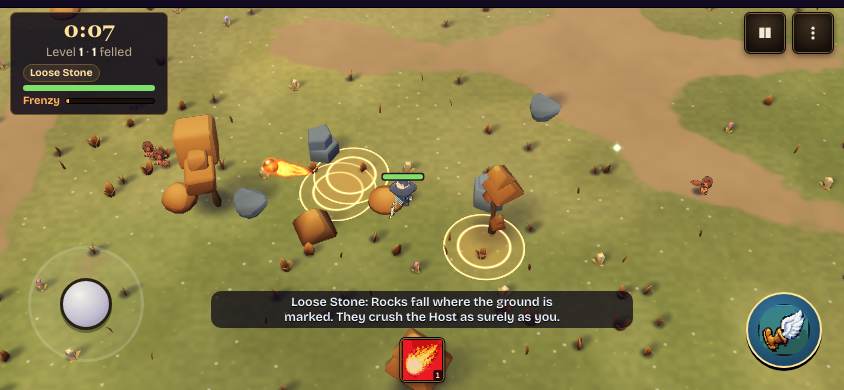 0:07
Level 1 · 1 felled
Loose Stone
Frenzy
Loose Stone: Rocks fall where the ground is
marked. They crush the Host as surely as you.
1